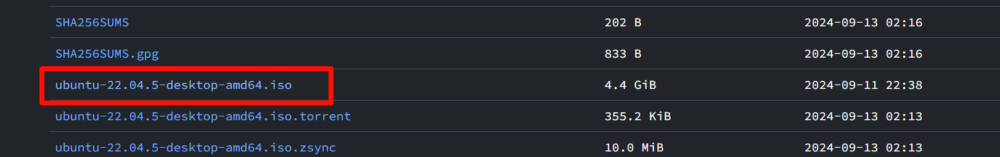 SHA256SUMS 202 B 2024-09-13 02:16
SHA256SUMS.gpg 833 B 2024-09-13 02:16
ubuntu-22.04.5-desktop-amd64.iso 4.4 GiB 2024-09-11 22:38
ubuntu-22.04.5-desktop-amd64.iso.torrent 355.2 KiB 2024-09-13 02:13
ubuntu-22.04.5-desktop-amd64.iso.zsync 10.0 MiB 2024-09-13 02:13